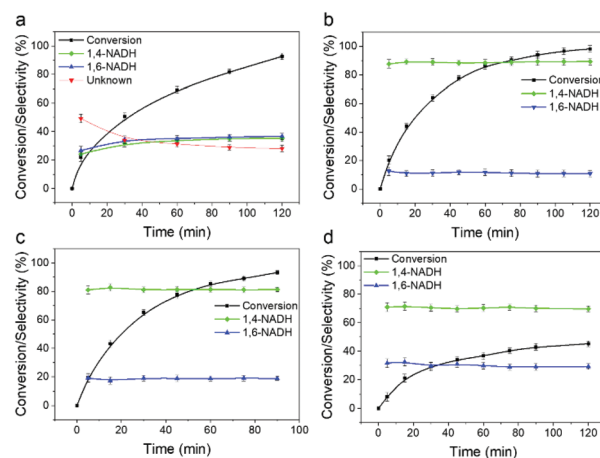 a
Conversion
1,4-NADH
1,6-NADH
Unknown
Conversion/Selectivity (%)
100
80
60
40
20
0
0 20 40 60 80 100 120
Time (min)
b
Conversion
1,4-NADH
1,6-NADH
Conversion/Selectivity (%)
100
80
60
40
20
0
0 20 40 60 80 100 120
Time (min)
c
Conversion
1,4-NADH
1,6-NADH
Conversion/Selectivity (%)
100
80
60
40
20
0
0 20 40 60 80 100
Time (min)
d
Conversion
1,4-NADH
1,6-NADH
Conversion/Selectivity (%)
100
80
60
40
20
0
0 20 40 60 80 100 120
Time (min)